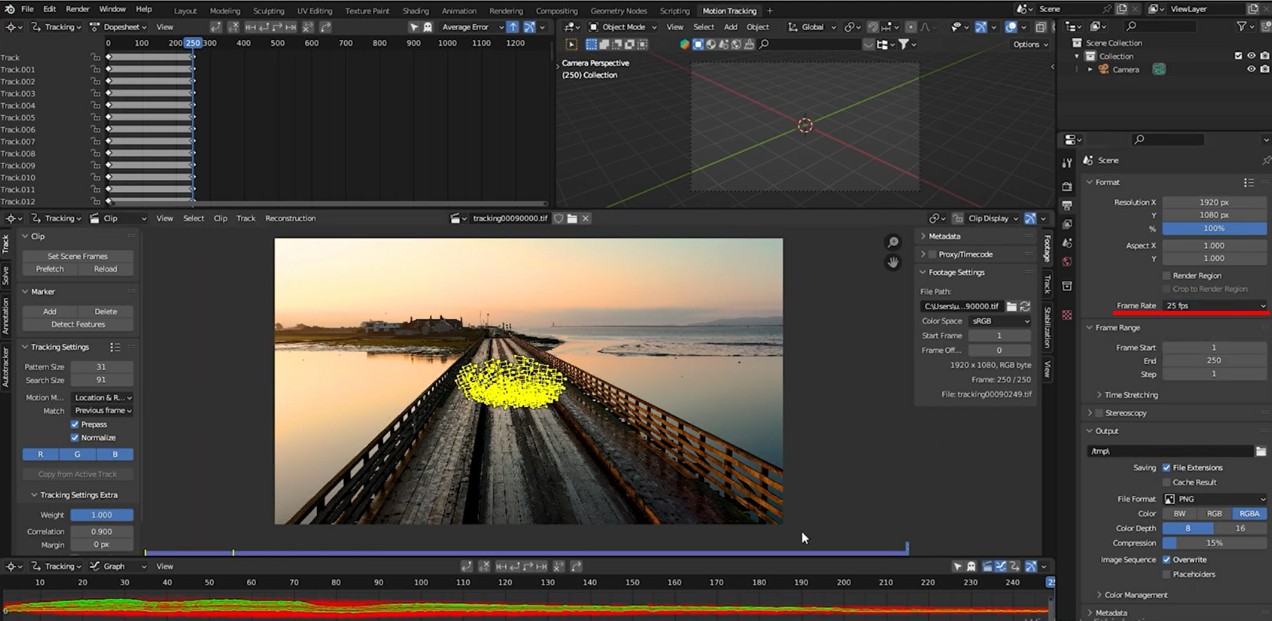 File Edit Render Window Help Layout Modeling Sculpting UV Editing Texture Paint Shading Animation Rendering Compositing Geometry Nodes Scripting Motion Tracking + Scene ViewLayer
Tracking Dopesheet View Average Error Object Mode View Select Add Object Global
0 100 200 250 300 400 500 600 700 800 900 1000 1100 1200
Options
Track
Track.001
Track.002
Track.003
Track.004
Track.005
Track.006
Track.007
Track.008
Track.009
Track.010
Track.011
Track.012
Camera Perspective
(250) Collection
Scene Collection
Collection
Camera
Scene
Format
Resolution X 1920 px
Y 1080 px
% 100%
Aspect X 1.000
Y 1.000
Render Region
Crop to Render Region
Frame Rate 25 fps
Frame Range
Frame Start 1
End 250
Step 1
Time Stretching
Stereoscopy
Output
/tmp\
Saving File Extensions
Cache Result
File Format PNG
Color BW RGB RGBA
Color Depth 8 16
Compression 15%
Image Sequence Overwrite
Placeholders
Color Management
Metadata
Tracking Clip View Select Clip Track Reconstruction tracking00090000.tif Clip Display
Track
Solve
Annotation
Autotracker
Clip
Set Scene Frames
Prefetch Reload
Marker
Add Delete
Detect Features
Tracking Settings
Pattern Size 31
Search Size 91
Motion M... Location & R...
Match Previous frame
Prepass
Normalize
R G B
Copy from Active Track
Tracking Settings Extra
Weight 1.000
Correlation 0.900
Margin 0 px
Metadata
Proxy/Timecode
Footage Settings
File Path:
C:\Users\u...90000.tif
Color Space sRGB
Start Frame 1
Frame Off... 0
1920 x 1080, RGB byte
Frame: 250 / 250
File: tracking00090249.tif
Footage
Track
Stabilization
View
Tracking Graph View
10 20 30 40 50 60 70 80 90 100 110 120 130 140 150 160 170 180 190 200 210 220 230 240